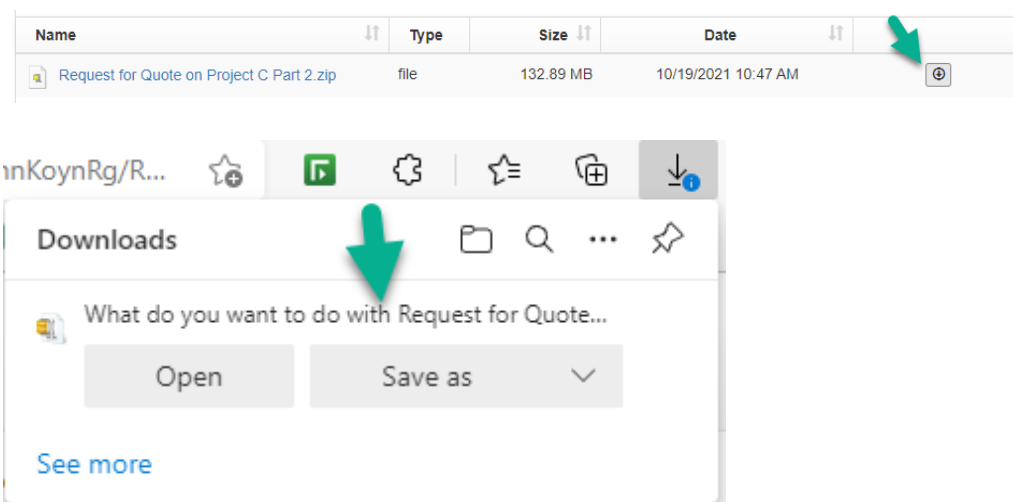 Name Type Size Date
Request for Quote on Project C Part 2.zip file 132.89 MB 10/19/2021 10:47 AM
nnKoynRg/R...
Downloads
What do you want to do with Request for Quote...
Open Save as
See more